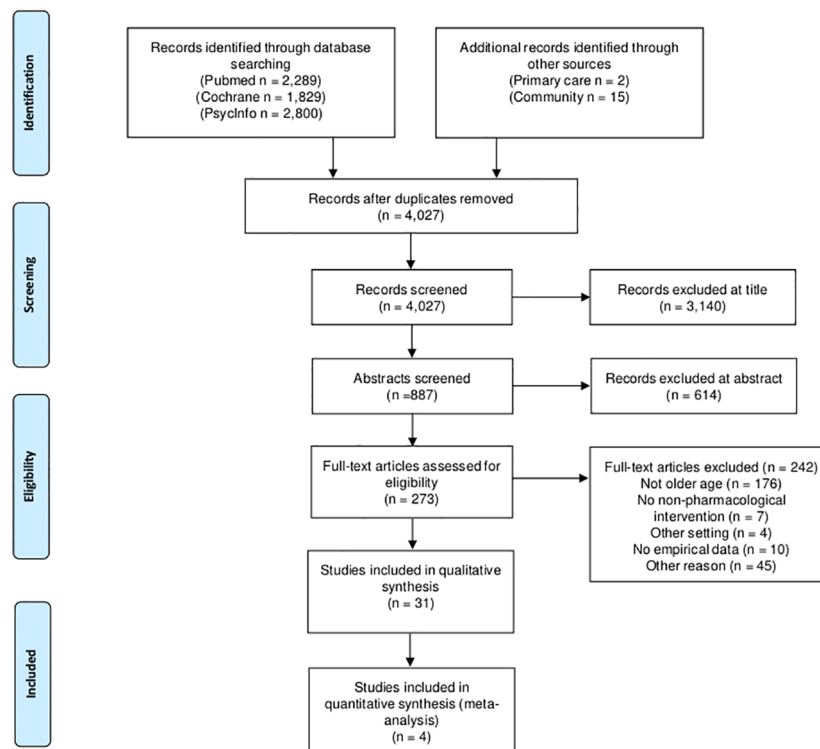 Identification
Records identified through database
searching
(Pubmed n = 2,289)
(Cochrane n = 1,829)
(PsycInfo n = 2,800)
Additional records identified through
other sources
(Primary care n = 2)
(Community n = 15)
Records after duplicates removed
(n = 4,027)
Screening
Records screened
(n = 4,027)
Records excluded at title
(n = 3,140)
Abstracts screened
(n =887)
Records excluded at abstract
(n = 614)
Eligibility
Full-text articles assessed for
eligibility
(n = 273)
Full-text articles excluded (n = 242)
Not older age (n = 176)
No non-pharmacological
intervention (n = 7)
Other setting (n = 4)
No empirical data (n = 10)
Other reason (n = 45)
Studies included in qualitative
synthesis
(n = 31)
Included
Studies included in
quantitative synthesis (meta-
analysis)
(n = 4)